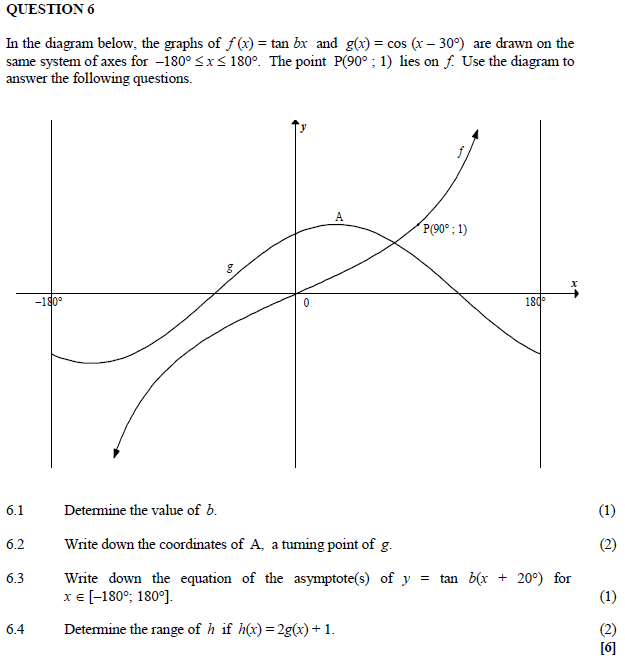 QUESTION 6
In the diagram below, the graphs of f (x) = tan bx and g(x) = cos (x – 30°) are drawn on the
same system of axes for –180° ≤ x ≤ 180°. The point P(90° ; 1) lies on f. Use the diagram to
answer the following questions.
y
f
A
P(90° ; 1)
g
x
–180°
0
180°
6.1 Determine the value of b. (1)
6.2 Write down the coordinates of A, a turning point of g. (2)
6.3 Write down the equation of the asymptote(s) of y = tan b(x + 20°) for
x ∈ [–180°; 180°]. (1)
6.4 Determine the range of h if h(x) = 2g(x) + 1. (2)
[6]